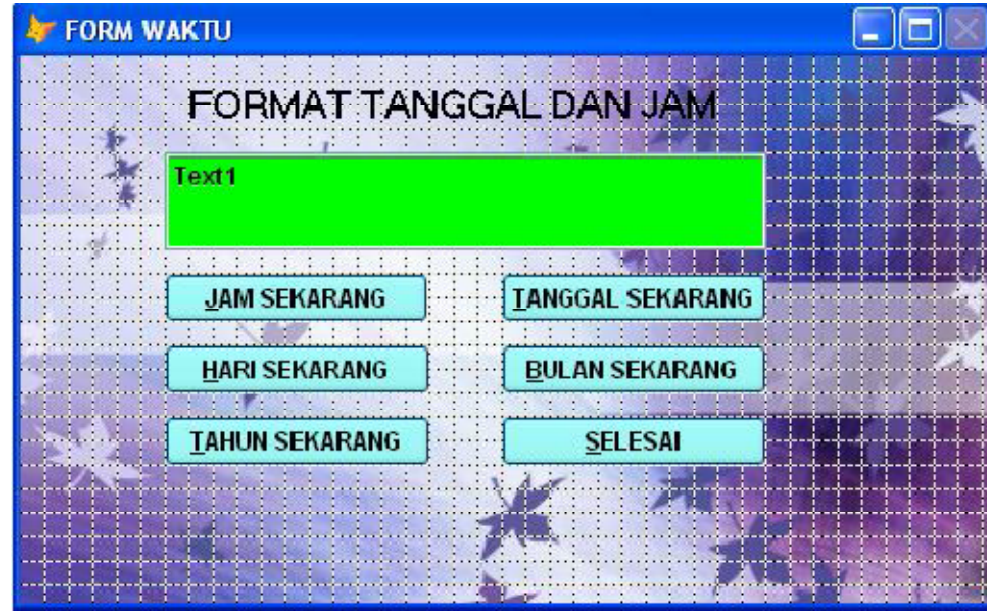 FORM WAKTU
FORMAT TANGGAL DAN JAM
Text1
JAM SEKARANG
TANGGAL SEKARANG
HARI SEKARANG
BULAN SEKARANG
TAHUN SEKARANG
SELESAI